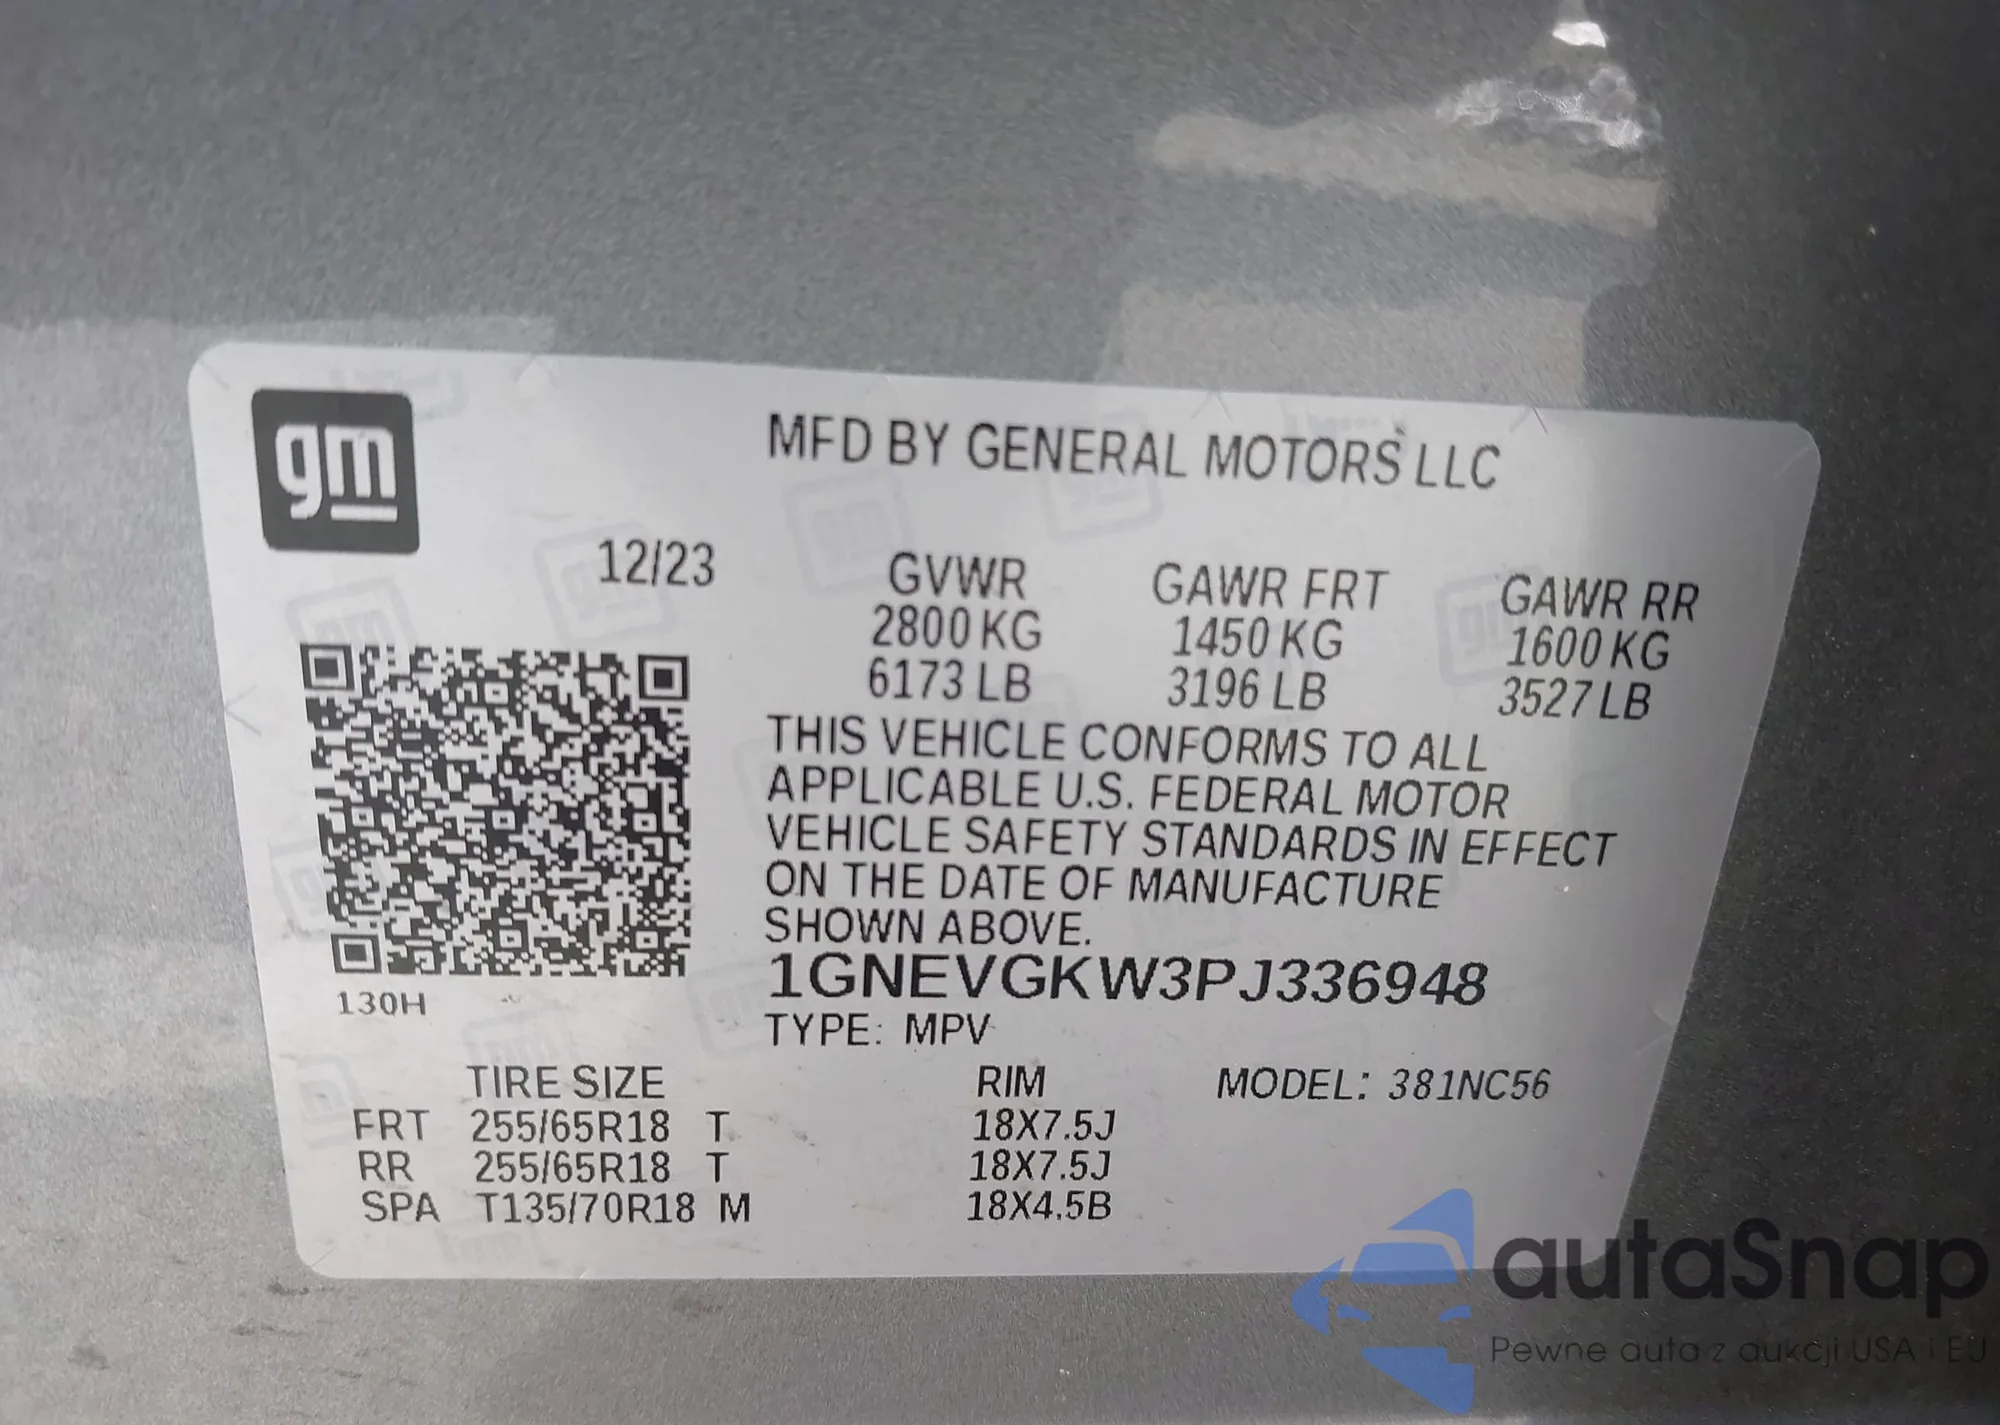 gm
MFD BY GENERAL MOTORS LLC
12/23
GVWR GAWR FRT GAWR RR
2800 KG 1450 KG 1600 KG
6173 LB 3196 LB 3527 LB
THIS VEHICLE CONFORMS TO ALL
APPLICABLE U.S. FEDERAL MOTOR
VEHICLE SAFETY STANDARDS IN EFFECT
ON THE DATE OF MANUFACTURE
SHOWN ABOVE.
1GNEVGKW3PJ336948
130H
TYPE: MPV
TIRE SIZE RIM MODEL: 381NC56
FRT 255/65R18 T 18X7.5J
RR 255/65R18 T 18X7.5J
SPA T135/70R18 M 18X4.5B
autaSnap
Pewne auta z aukcji USA i EU